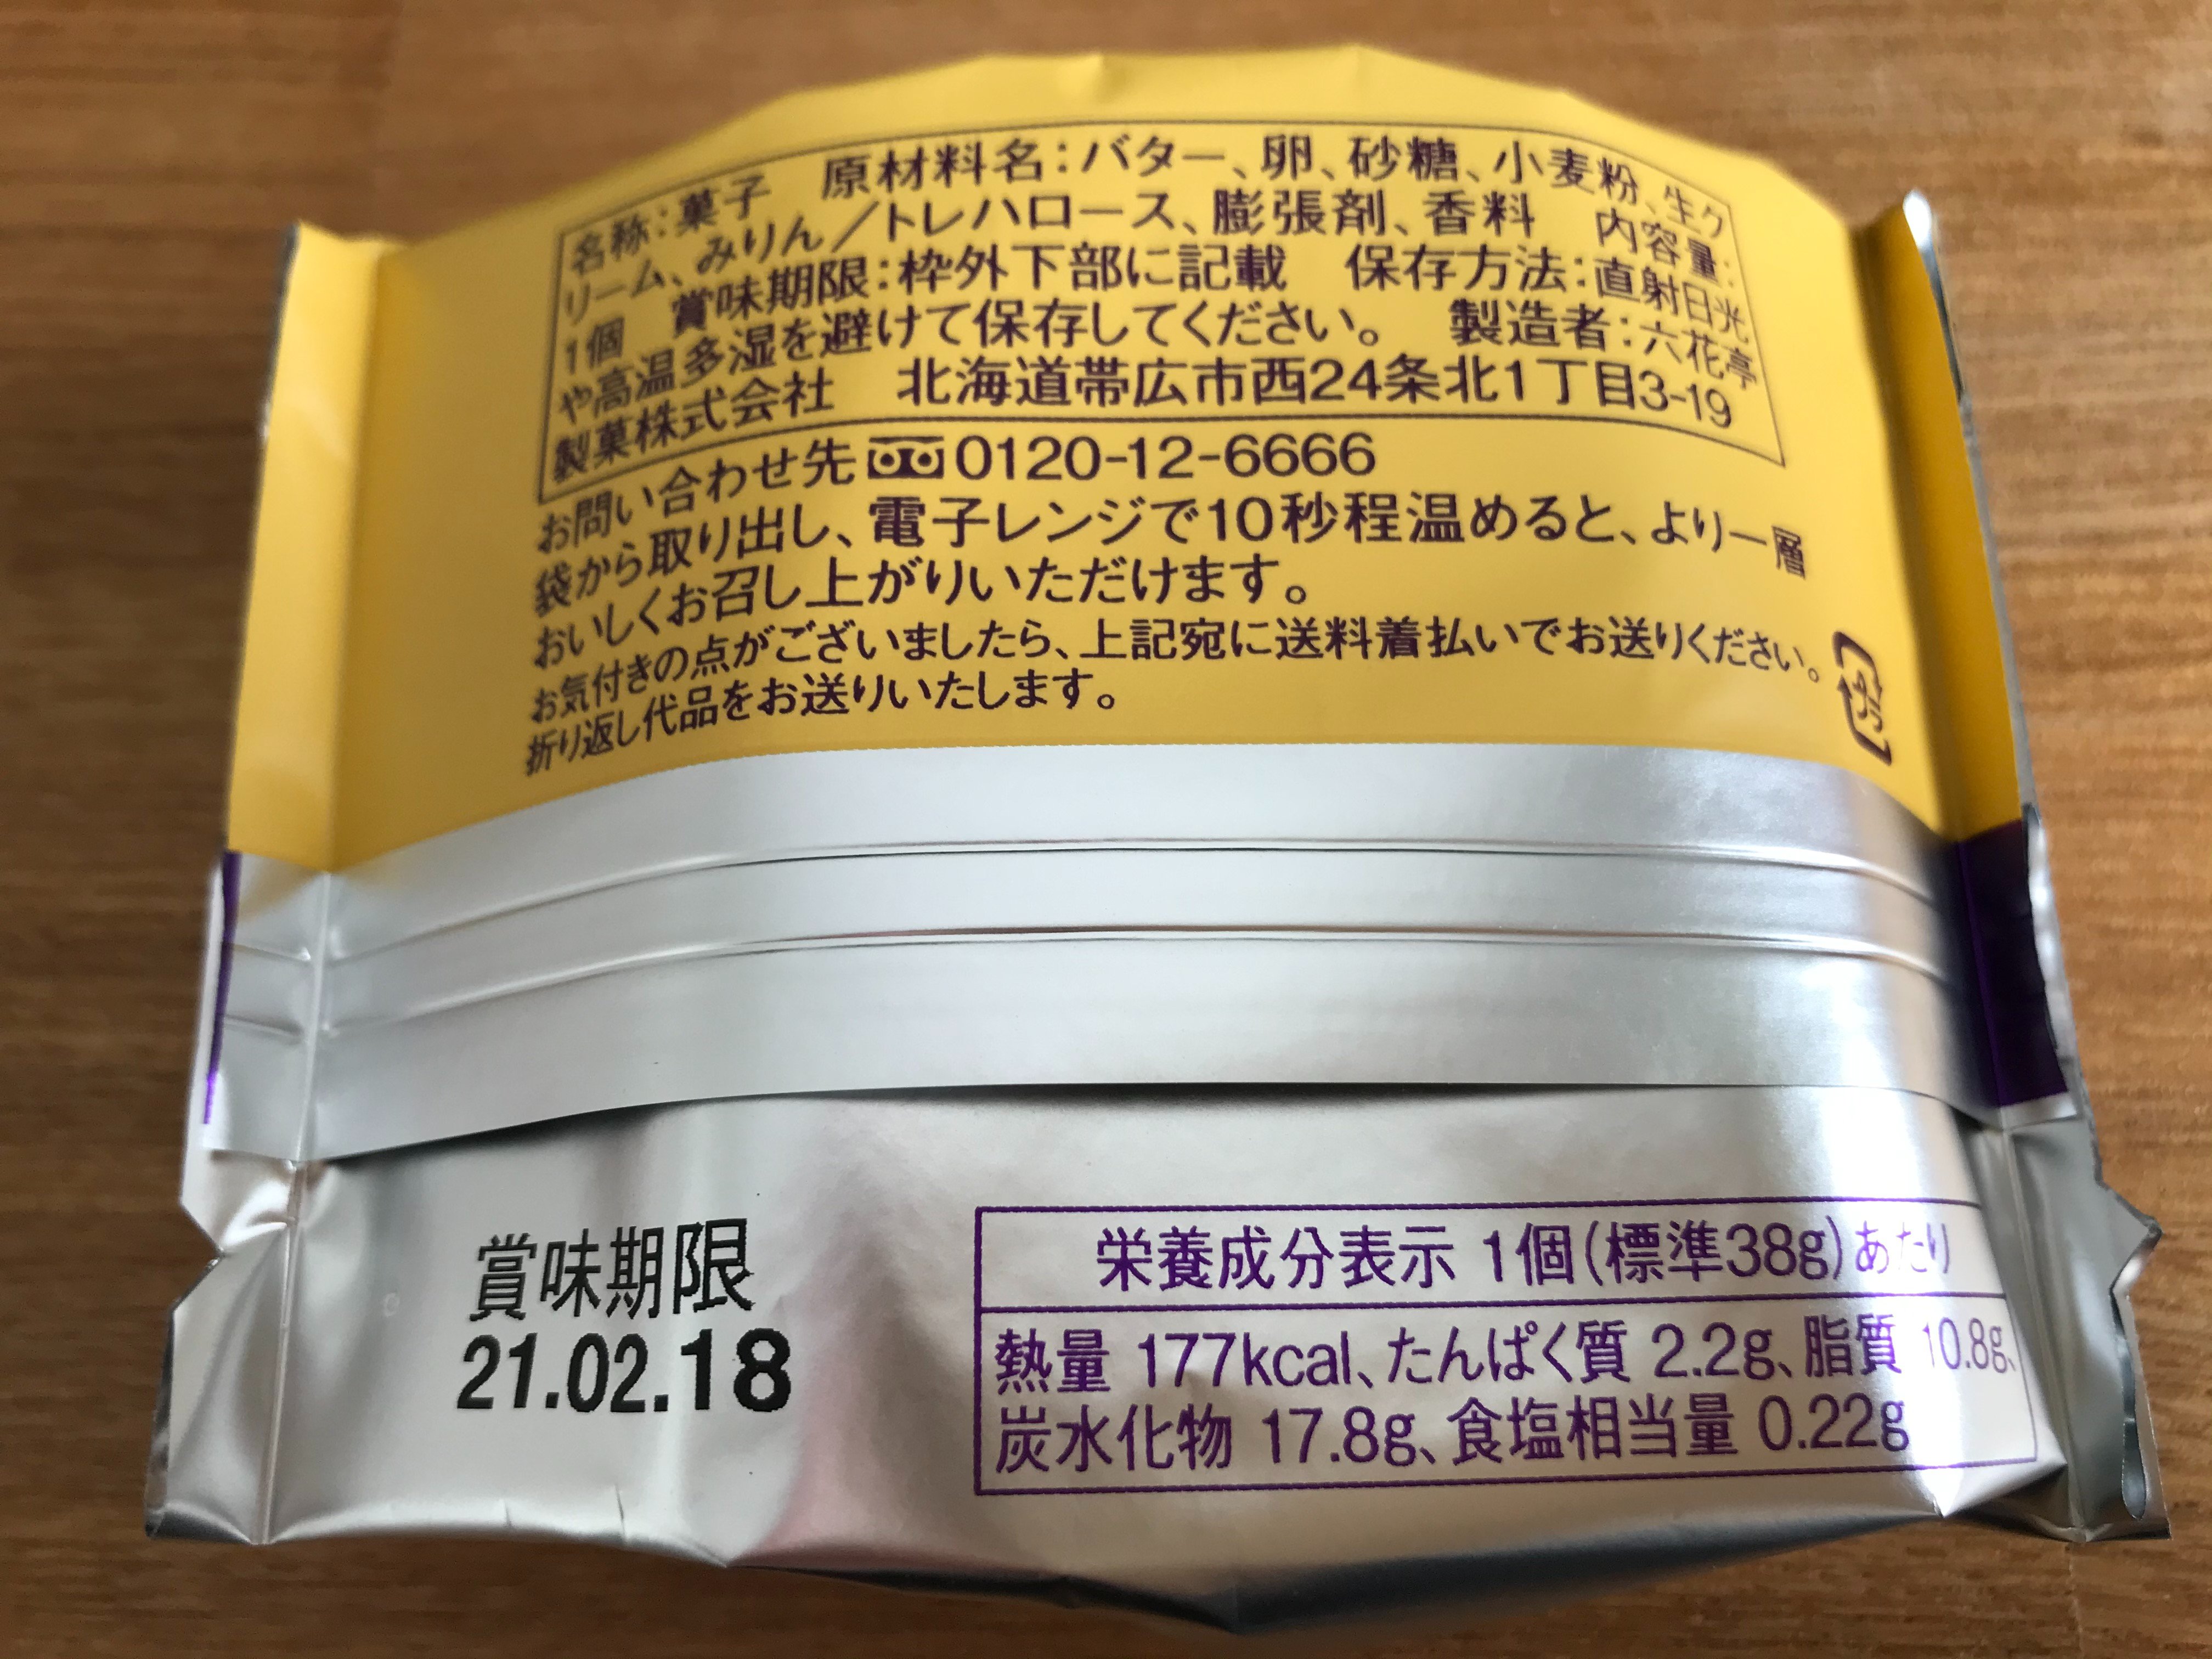 名称:菓子　原材料名:バター、卵、砂糖、小麦粉、生ク
リーム、みりん/トレハロース、膨張剤、香料　内容量:
1個　賞味期限:枠外下部に記載　保存方法:直射日光
や高温多湿を避けて保存してください。　製造者:六花亭
製菓株式会社　北海道帯広市西24条北1丁目3-19
お問い合わせ先 0120-12-6666
袋から取り出し、電子レンジで10秒程温めると、より一層
おいしくお召し上がりいただけます。
お気付きの点がございましたら、上記宛に送料着払いでお送りください。
折り返し代品をお送りいたします。
プラ
賞味期限
21.02.18
栄養成分表示 1個(標準38g)あたり
熱量 177kcal、たんぱく質 2.2g、脂質 10.8g、
炭水化物 17.8g、食塩相当量 0.22g